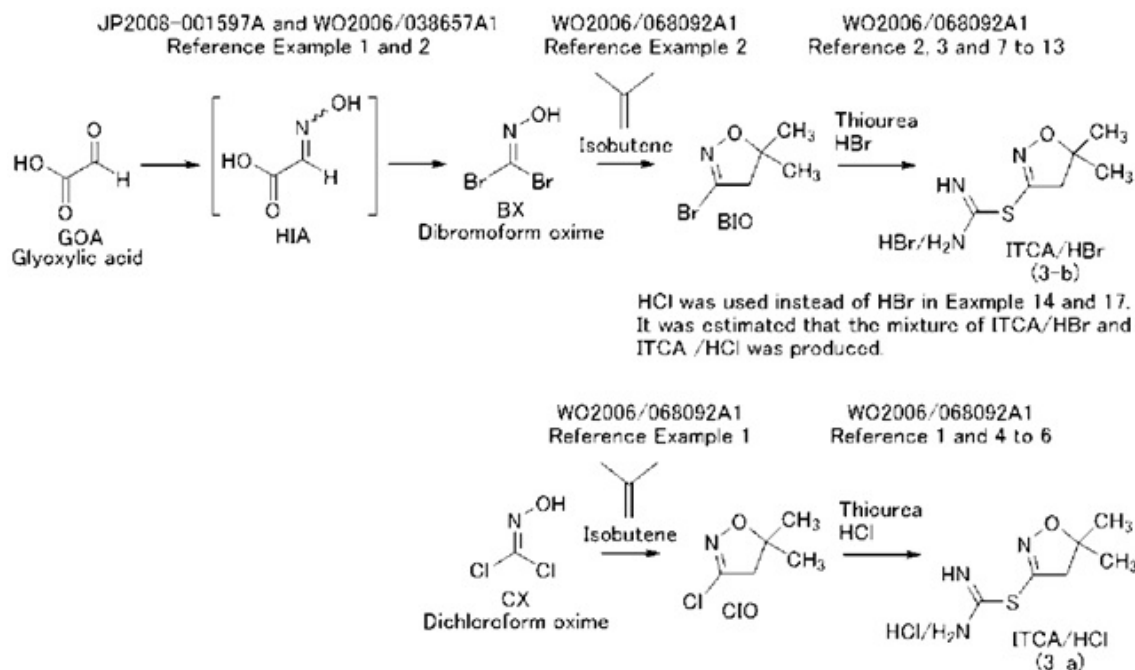 JP2008-001597A and WO2006/038657A1
Reference Example 1 and 2
WO2006/068092A1
Reference Example 2
WO2006/068092A1
Reference 2, 3 and 7 to 13
HO
O
O
H
GOA
Glyoxylic acid
HO
O
N
OH
H
HIA
N
OH
Br
Br
BX
Dibromoform oxime
Isobutene
N
O
CH3
CH3
Br
BIO
Thiourea
HBr
N
O
CH3
CH3
HN
S
HBr/H2N
ITCA/HBr
(3-b)
HCl was used instead of HBr in Eaxmple 14 and 17.
It was estimated that the mixture of ITCA/HBr and
ITCA /HCl was produced.
WO2006/068092A1
Reference Example 1
WO2006/068092A1
Reference 1 and 4 to 6
N
OH
Cl
Cl
CX
Dichloroform oxime
Isobutene
N
O
CH3
CH3
Cl
CIO
Thiourea
HCl
N
O
CH3
CH3
HN
S
HCl/H2N
ITCA/HCl
(3-a)